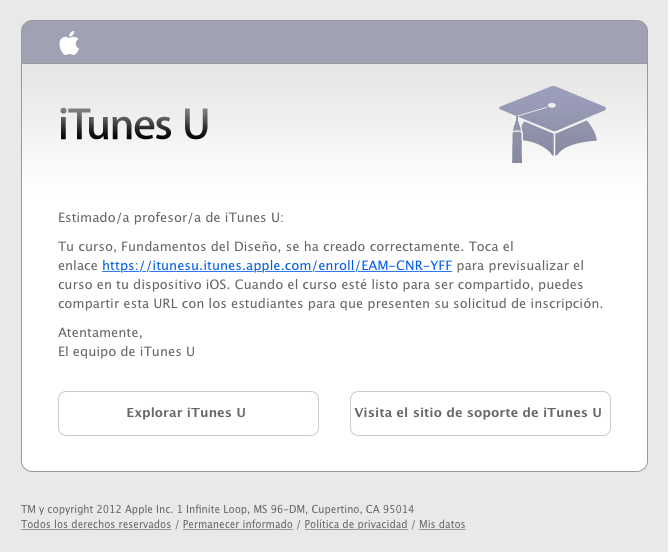 iTunes U
Estimado/a profesor/a de iTunes U:
Tu curso, Fundamentos del Diseño, se ha creado correctamente. Toca el
enlace https://itunesu.itunes.apple.com/enroll/EAM-CNR-YFF para previsualizar el
curso en tu dispositivo iOS. Cuando el curso esté listo para ser compartido, puedes
compartir esta URL con los estudiantes para que presenten su solicitud de inscripción.
Atentamente,
El equipo de iTunes U
Explorar iTunes U
Visita el sitio de soporte de iTunes U
TM y copyright 2012 Apple Inc. 1 Infinite Loop, MS 96-DM, Cupertino, CA 95014
Todos los derechos reservados / Permanecer informado / Política de privacidad / Mis datos